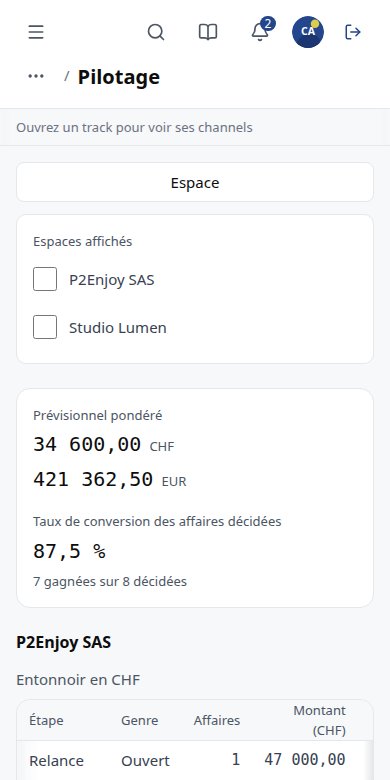 2
CA
... / Pilotage
Ouvrez un track pour voir ses channels
Espace
Espaces affichés
P2Enjoy SAS
Studio Lumen
Prévisionnel pondéré
34 600,00 CHF
421 362,50 EUR
Taux de conversion des affaires décidées
87,5 %
7 gagnées sur 8 décidées
P2Enjoy SAS
Entonnoir en CHF
Étape Genre Affaires Montant (CHF)
Relance Ouvert 1 47 000,00